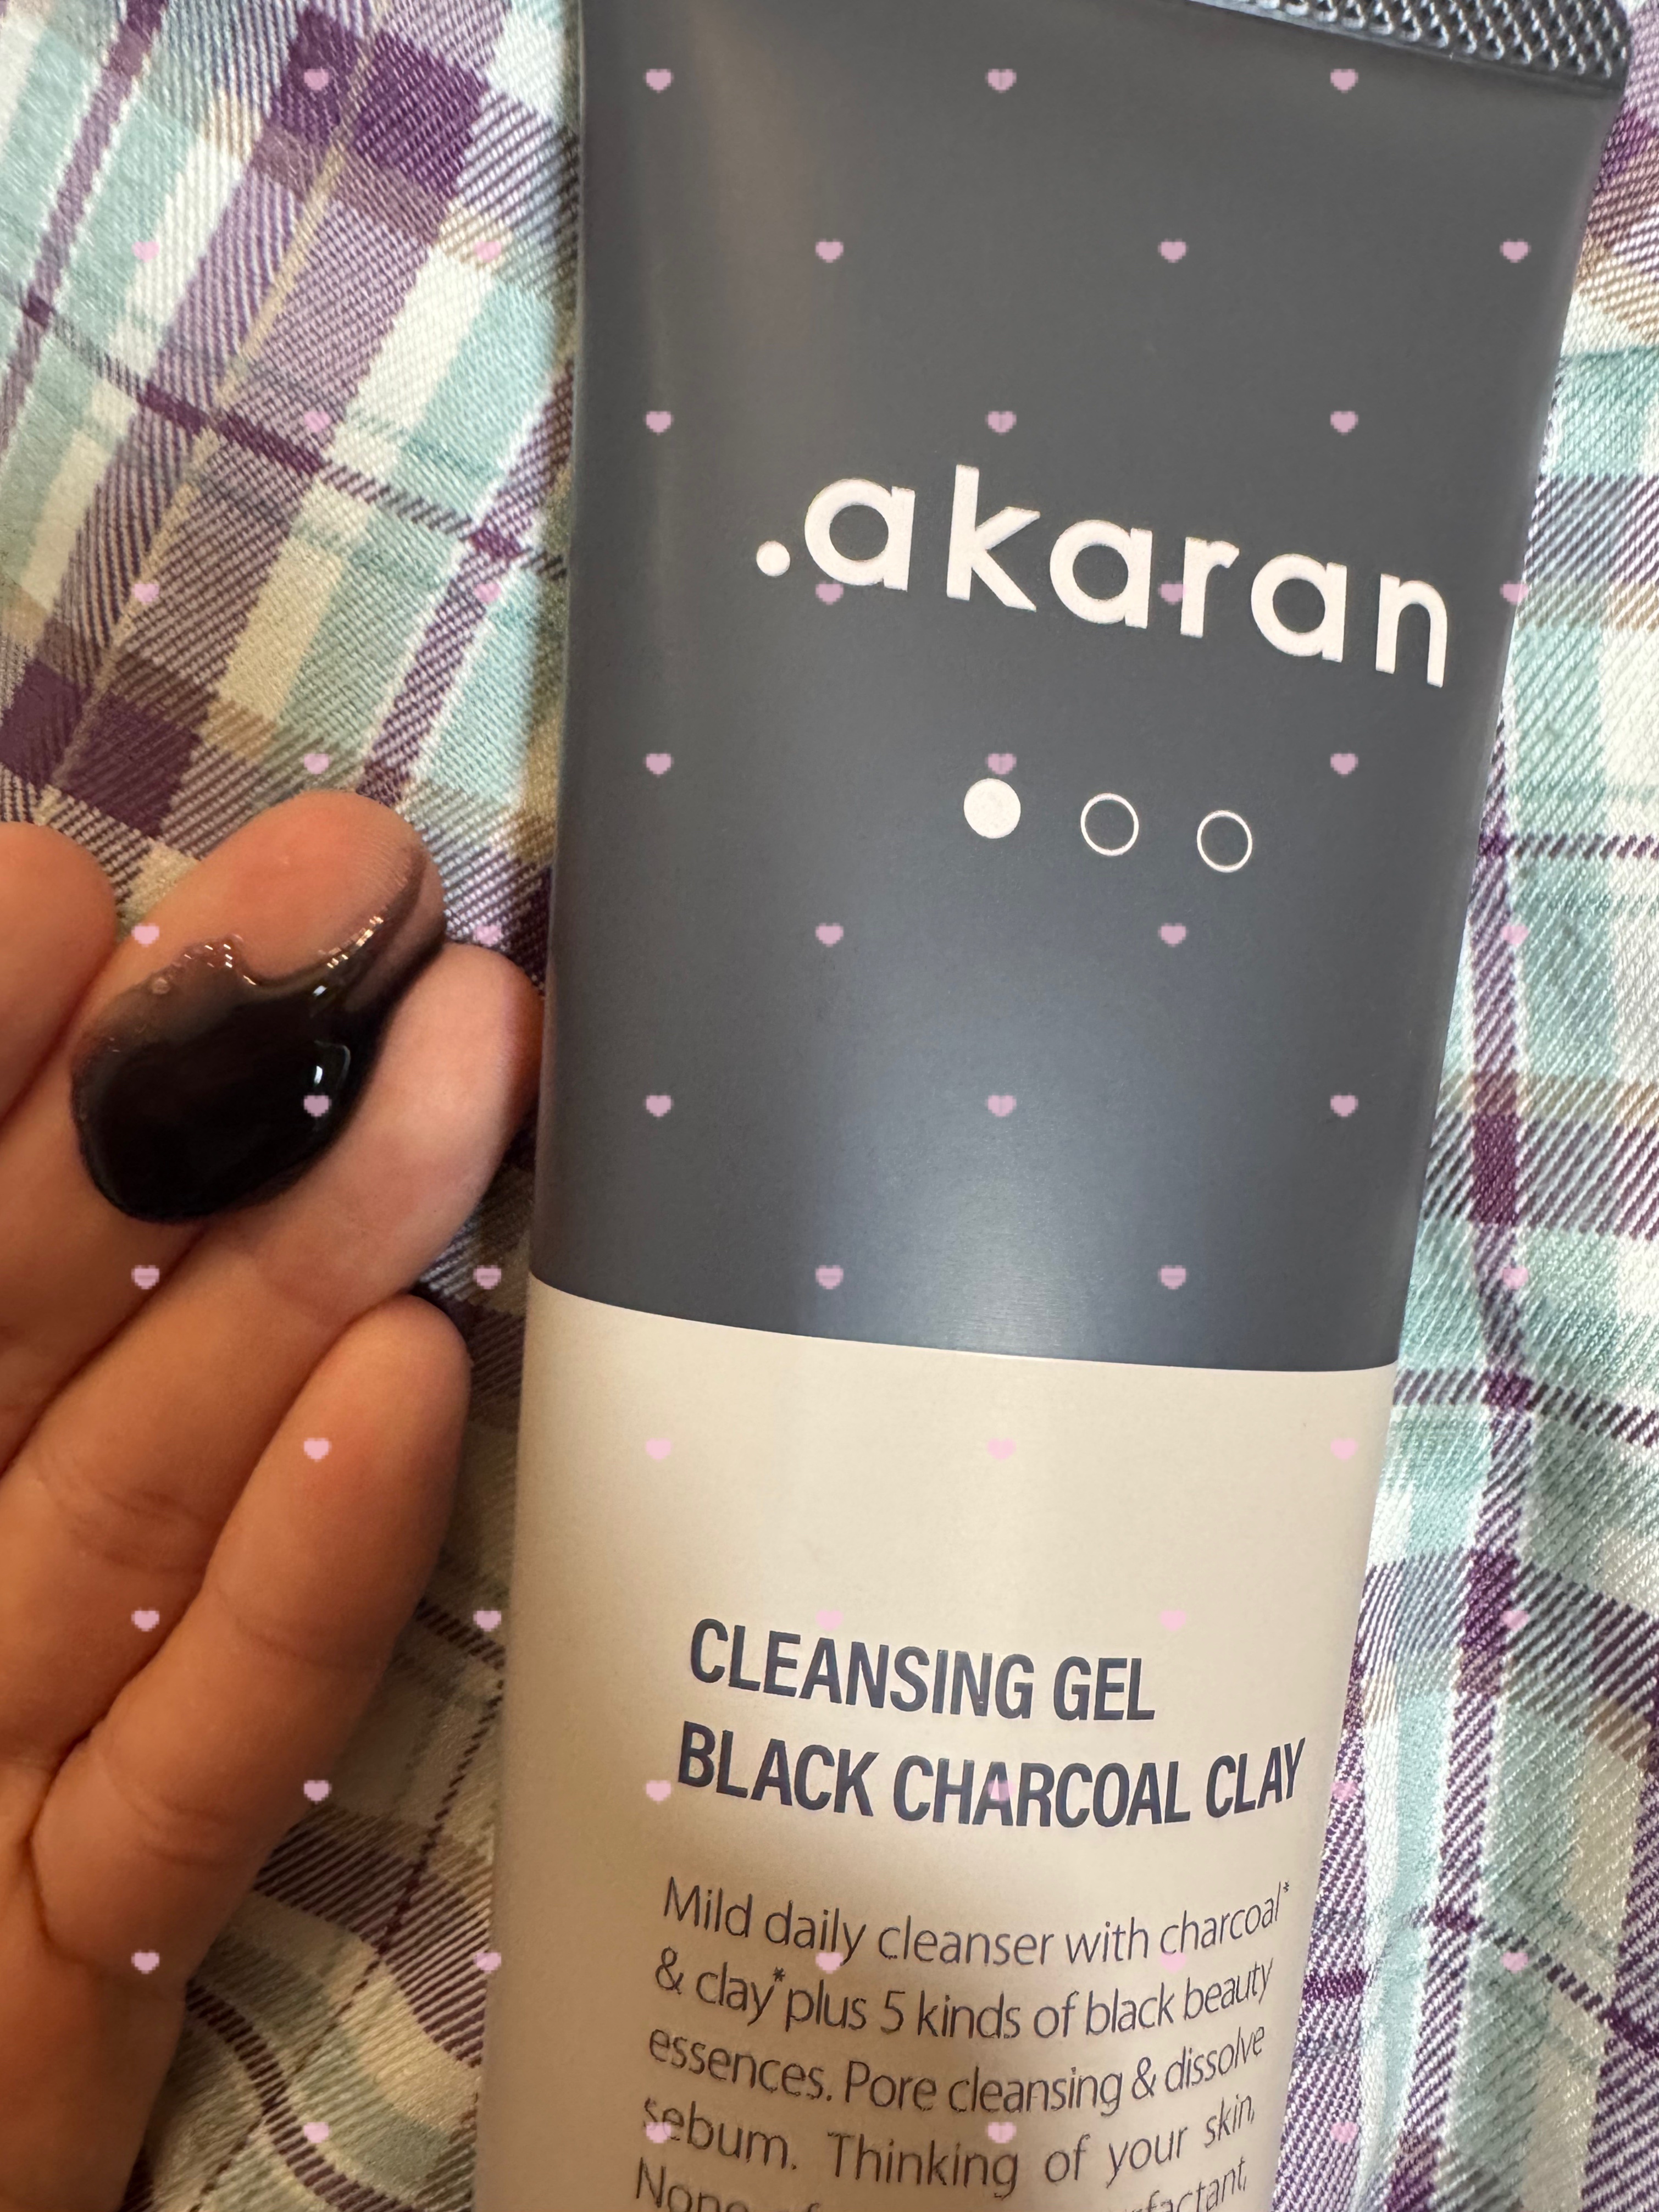 .akaran
CLEANSING GEL
BLACK CHARCOAL CLAY
Mild daily cleanser with charcoal*
& clay* plus 5 kinds of black beauty
essences. Pore cleansing & dissolve
sebum. Thinking of your skin,
None